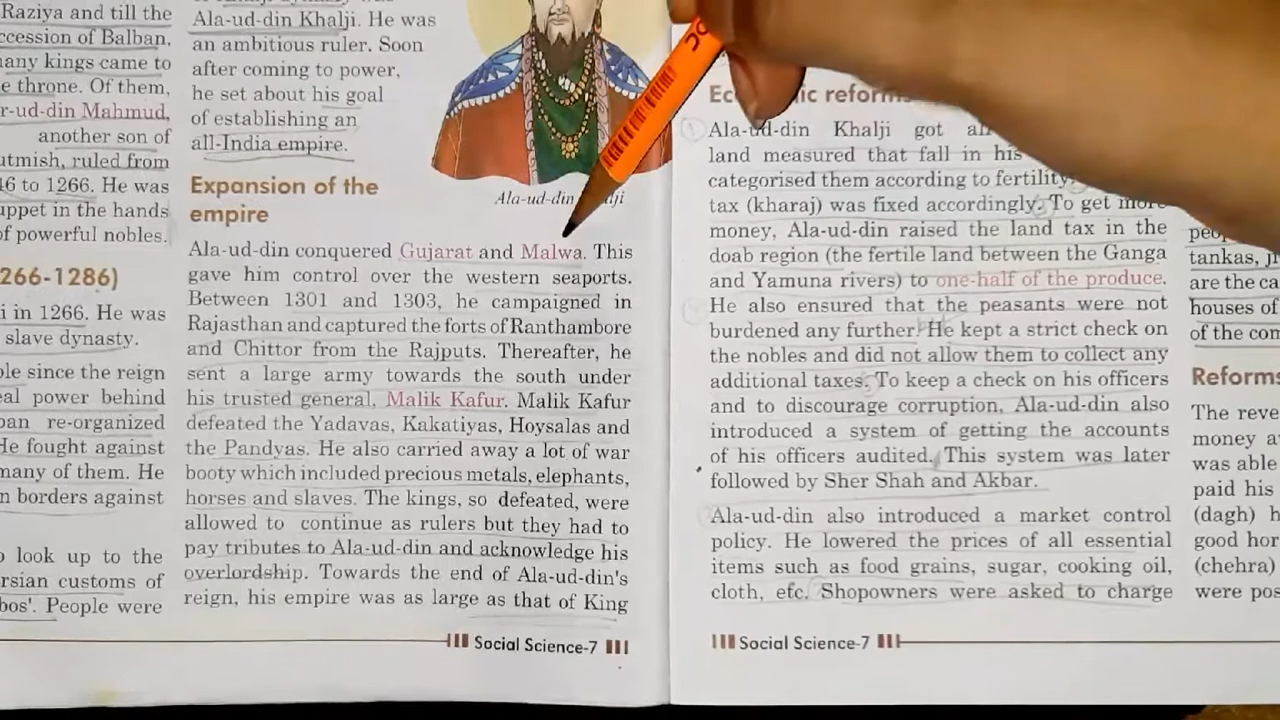 Raziya and till the
ccession of Balban,
any kings came to
e throne. Of them,
r-ud-din Mahmud,
another son of
utmish, ruled from
46 to 1266. He was
uppet in the hands
of powerful nobles.
266-1286)
i in 1266. He was
slave dynasty.
ole since the reign
eal power behind
ban re-organized
He fought against
many of them. He
n borders against
o look up to the
rsian customs of
bos'. People were
Ala-ud-din Khalji. He was
an ambitious ruler. Soon
after coming to power,
he set about his goal
of establishing an
all-India empire.
Ala-ud-din
Expansion of the
empire
Ala-ud-din conquered Gujarat and Malwa. This
gave him control over the western seaports.
Between 1301 and 1303, he campaigned in
Rajasthan and captured the forts of Ranthambore
and Chittor from the Rajputs. Thereafter, he
sent a large army towards the south under
his trusted general, Malik Kafur. Malik Kafur
defeated the Yadavas, Kakatiyas, Hoysalas and
the Pandyas. He also carried away a lot of war
booty which included precious metals, elephants,
horses and slaves. The kings, so defeated, were
allowed to continue as rulers but they had to
pay tributes to Ala-ud-din and acknowledge his
overlordship. Towards the end of Ala-ud-din's
reign, his empire was as large as that of King
Social Science-7
reforms
Ala-ud-din Khalji got
land measured that fall in his
categorised them according to fertility
tax (kharaj) was fixed accordingly. To get more
money, Ala-ud-din raised the land tax in the
doab region (the fertile land between the Ganga
and Yamuna rivers) to one-half of the produce.
He also ensured that the peasants were not
burdened any further. He kept a strict check on
the nobles and did not allow them to collect any
additional taxes. To keep a check on his officers
and to discourage corruption, Ala-ud-din also
introduced a system of getting the accounts
of his officers audited. This system was later
followed by Sher Shah and Akbar.
Ala-ud-din also introduced a market control
policy. He lowered the prices of all essential
items such as food grains, sugar, cooking oil,
cloth, etc. Shopowners were asked to charge
Social Science-7
peop
tankas, ji
are the ca
houses of
of the con
Reforms
The reve
money a
was able
paid his
(dagh) h
good hor
(chehra)
were pos